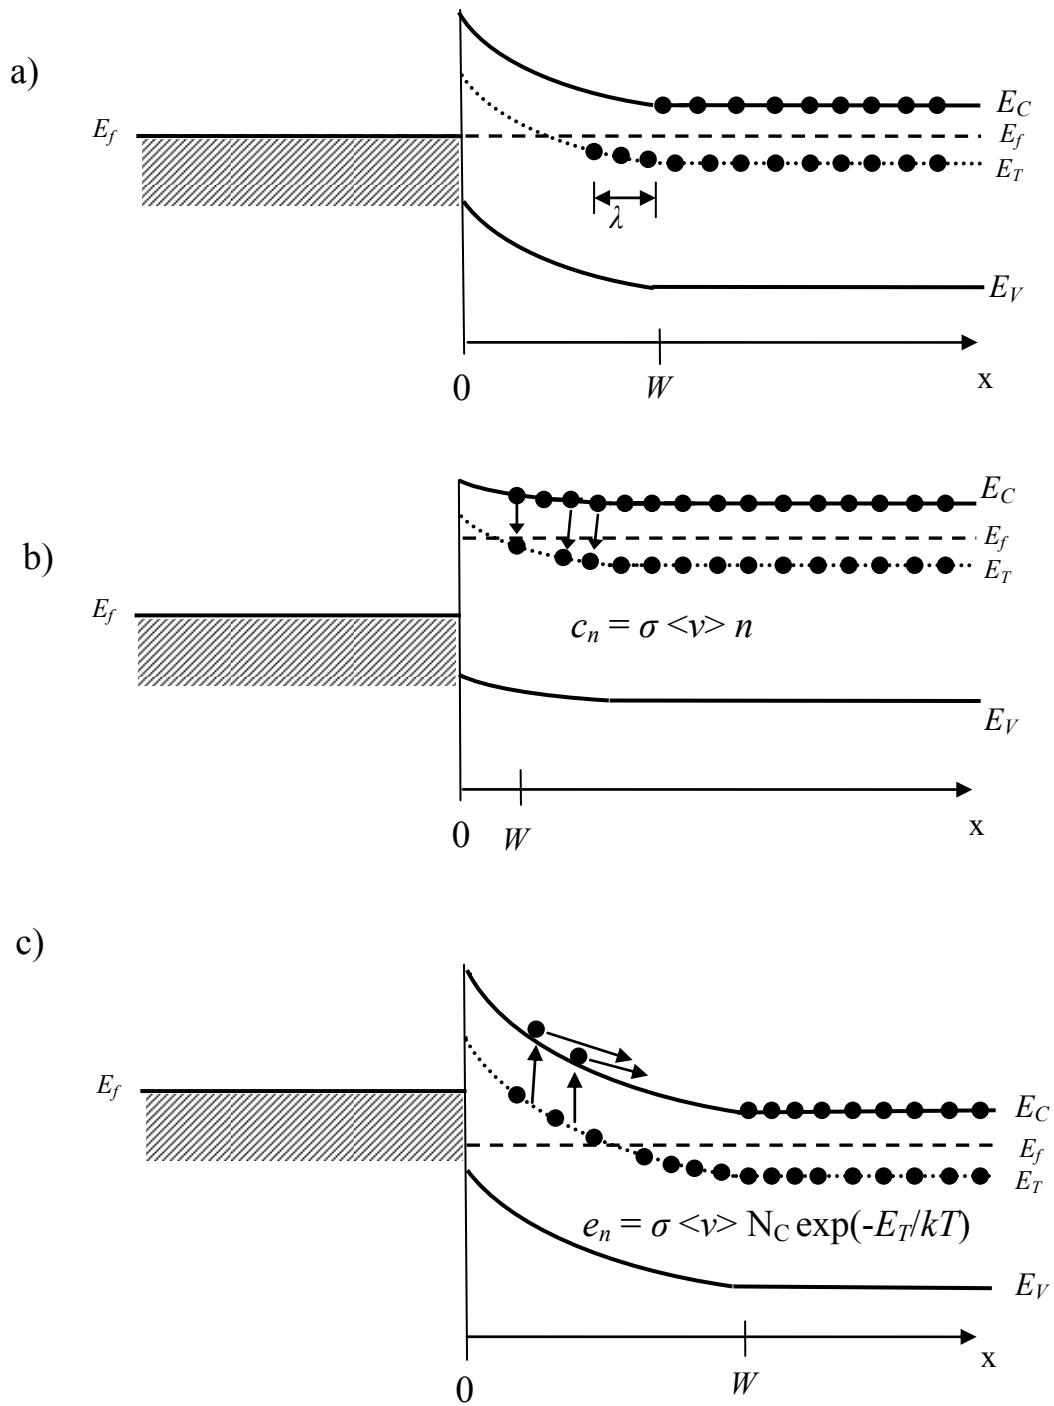 a)
E_C
E_f
E_f
E_T
λ
E_V
0
W
x
b)
E_C
E_f
E_T
E_f
c_n = σ <v> n
E_V
0
W
x
c)
E_f
E_C
E_f
E_T
e_n = σ <v> N_C exp(-E_T/kT)
E_V
0
W
x